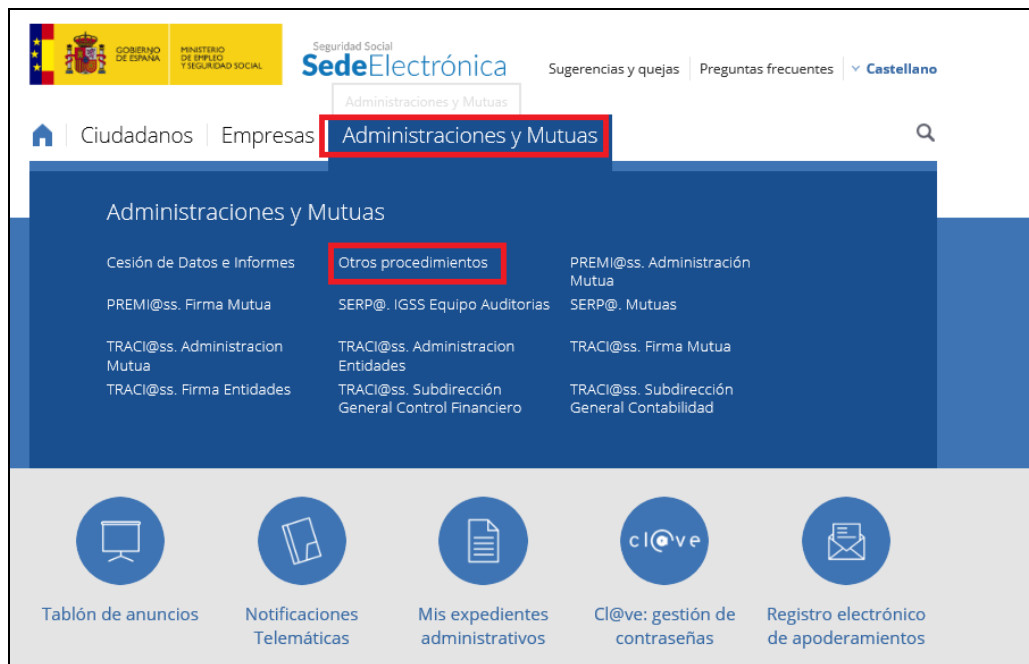 GOBIERNO
DE ESPAÑA
MINISTERIO
DE EMPLEO
Y SEGURIDAD SOCIAL
Seguridad Social
SedeElectrónica
Sugerencias y quejas
Preguntas frecuentes
Castellano
Administraciones y Mutuas
Ciudadanos
Empresas
Administraciones y Mutuas
Administraciones y Mutuas
Cesión de Datos e Informes
Otros procedimientos
PREMI@ss. Administración
Mutua
PREMI@ss. Firma Mutua
SERP@. IGSS Equipo Auditorias
SERP@. Mutuas
TRACI@ss. Administracion
Mutua
TRACI@ss. Administracion
Entidades
TRACI@ss. Firma Mutua
TRACI@ss. Firma Entidades
TRACI@ss. Subdirección
General Control Financiero
TRACI@ss. Subdirección
General Contabilidad
cl@ve
Tablón de anuncios
Notificaciones
Telemáticas
Mis expedientes
administrativos
Cl@ve: gestión de
contraseñas
Registro electrónico
de apoderamientos